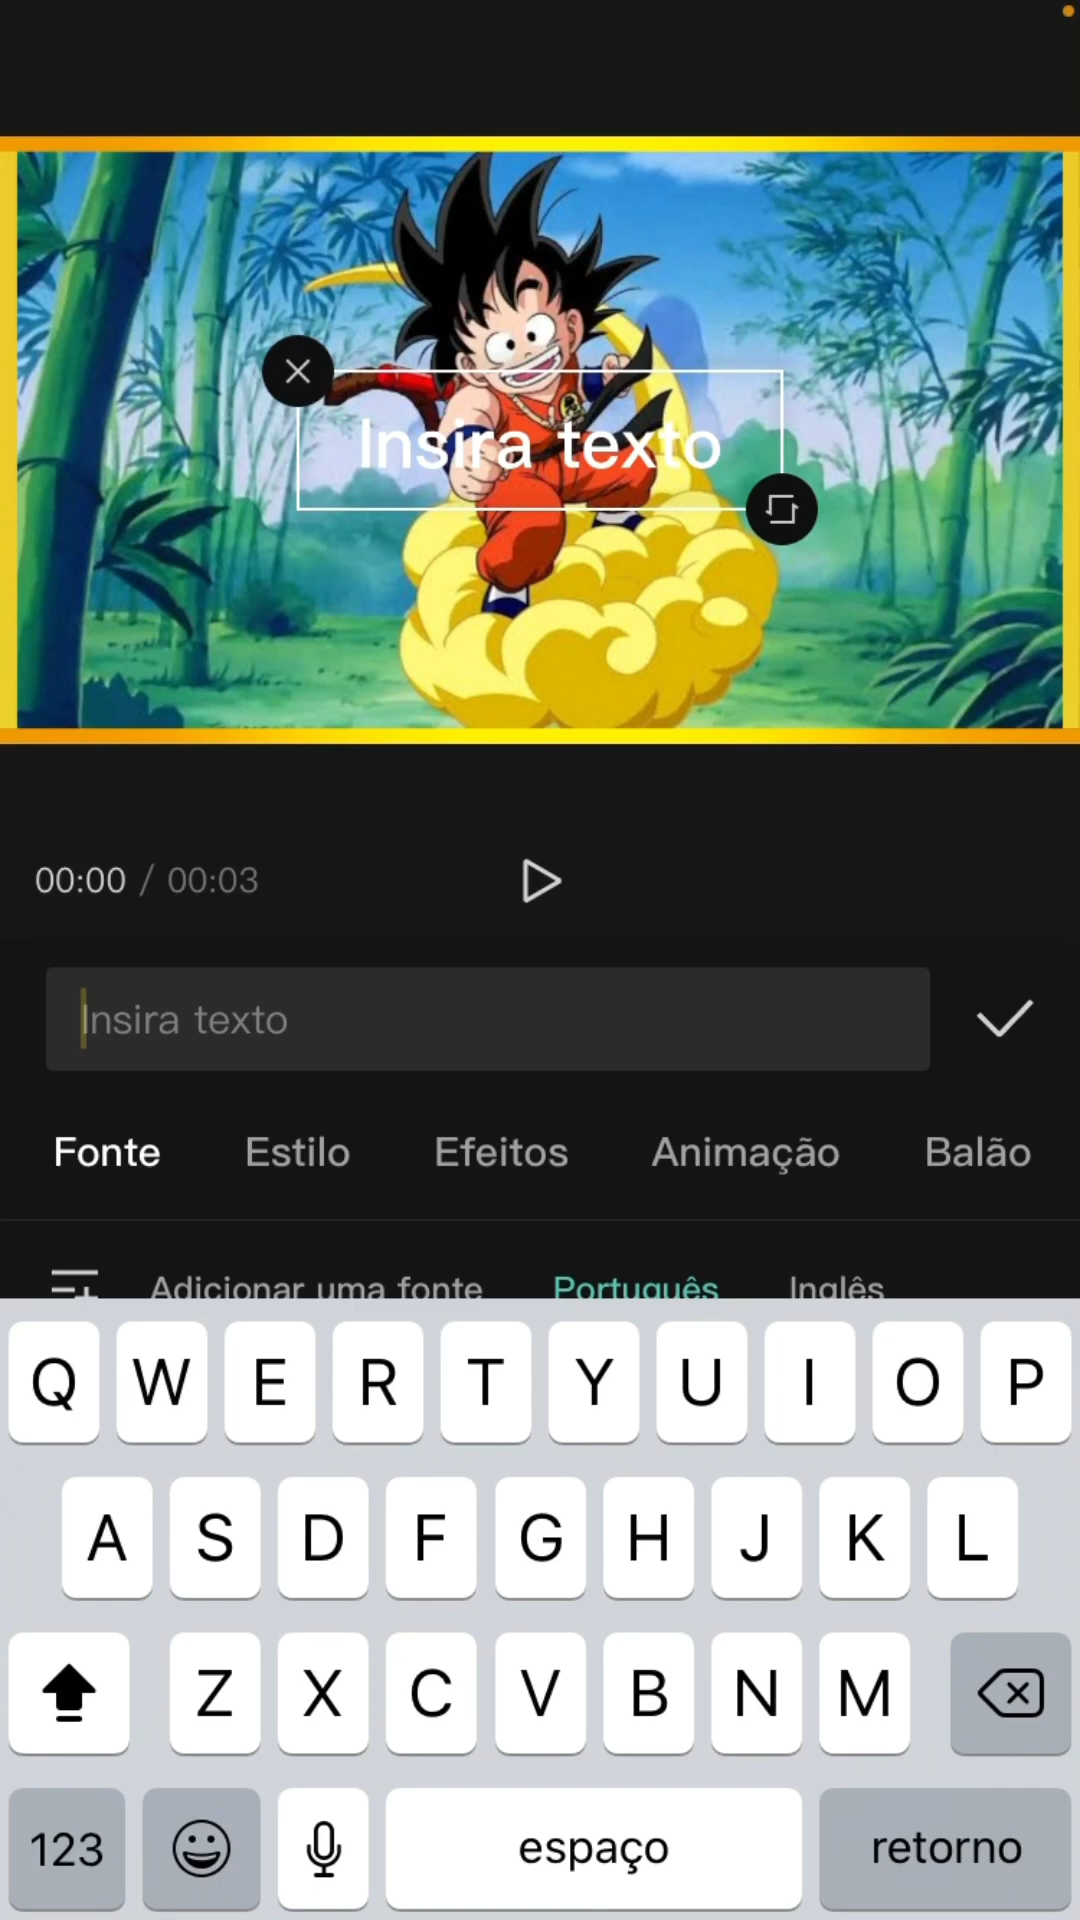 Insira texto
00:00 / 00:03
Insira texto
Fonte Estilo Efeitos Animação Balão
Adicionar uma fonte Português Inglês
Q W E R T Y U I O P
A S D F G H J K L
Z X C V B N M
123 espaço retorno